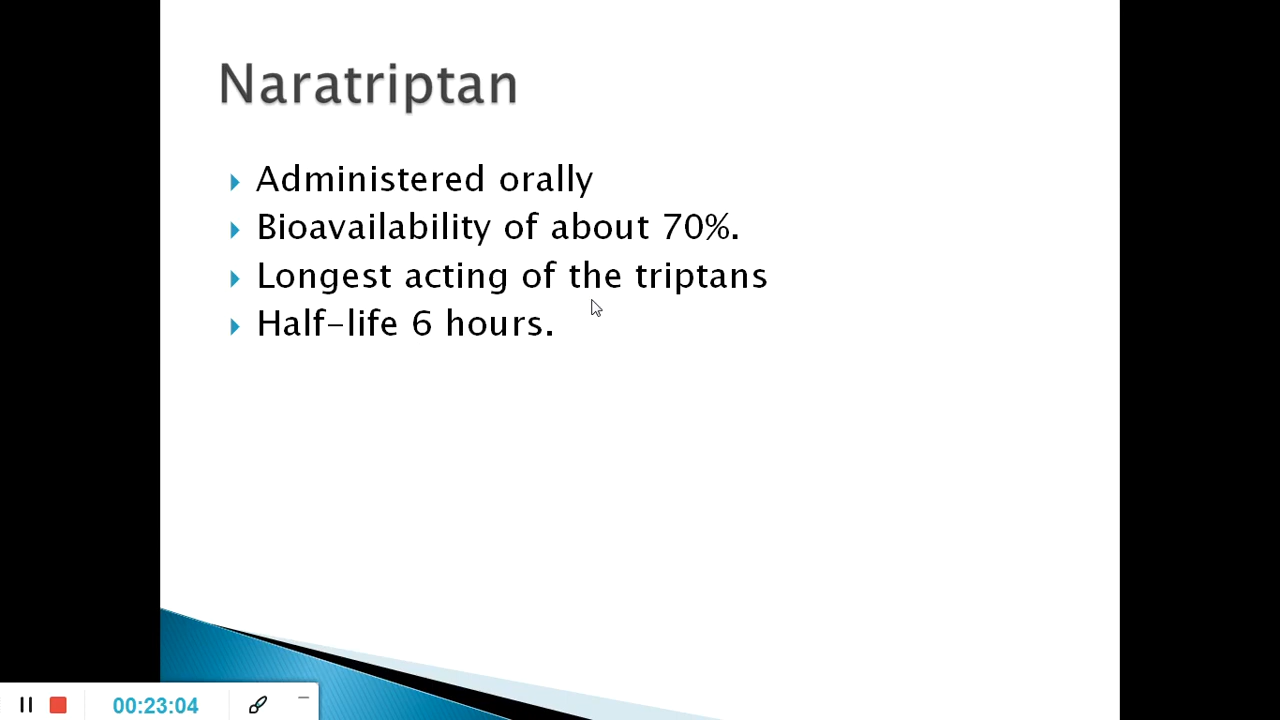 Naratriptan
Administered orally
Bioavailability of about 70%.
Longest acting of the triptans
Half-life 6 hours.
00:23:04